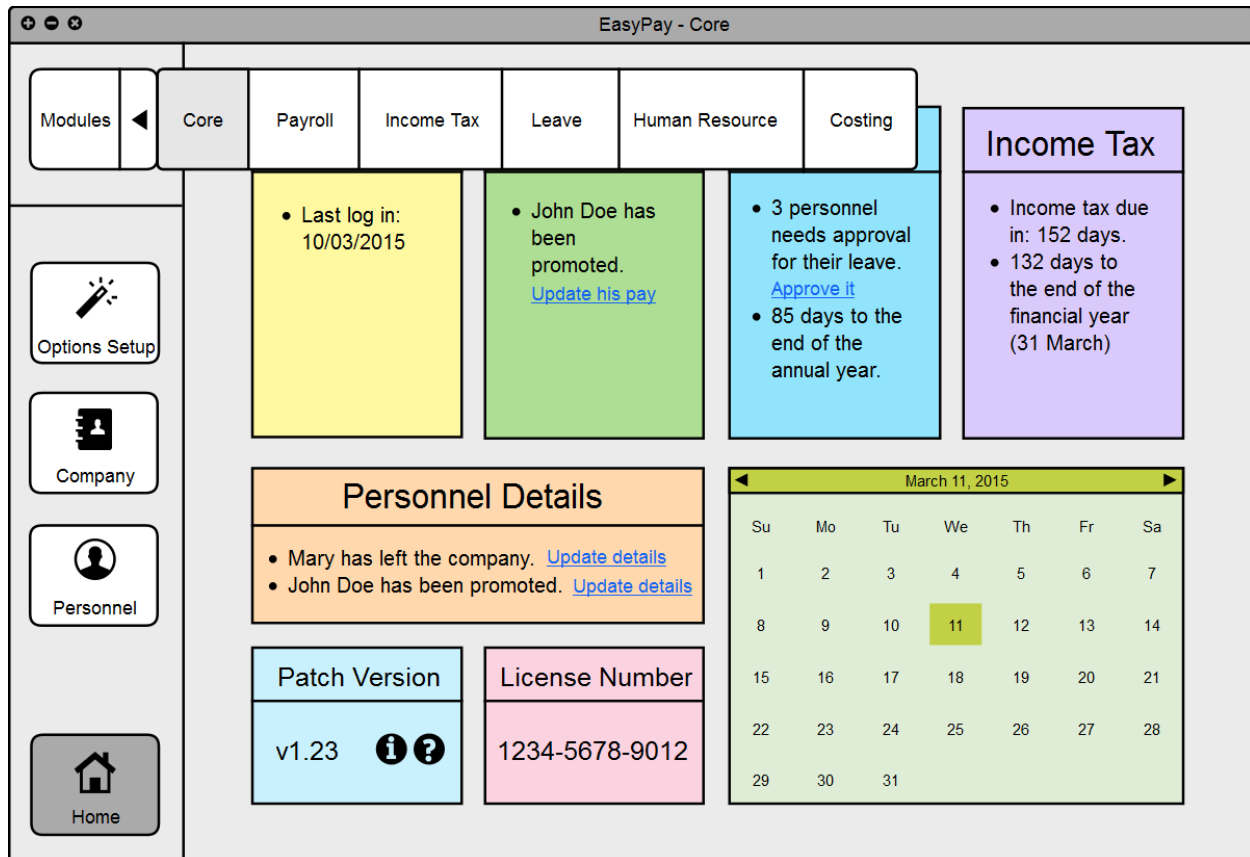 EasyPay - Core
Modules
Core
Payroll
Income Tax
Leave
Human Resource
Costing
Income Tax
• Last log in:
10/03/2015
• John Doe has
been
promoted.
Update his pay
• 3 personnel
needs approval
for their leave.
Approve it
• 85 days to the
end of the
annual year.
• Income tax due
in: 152 days.
• 132 days to
the end of the
financial year
(31 March)
Options Setup
Company
Personnel
Home
Personnel Details
• Mary has left the company. Update details
• John Doe has been promoted. Update details
Patch Version
v1.23
License Number
1234-5678-9012
March 11, 2015
Su Mo Tu We Th Fr Sa
1 2 3 4 5 6 7
8 9 10 11 12 13 14
15 16 17 18 19 20 21
22 23 24 25 26 27 28
29 30 31